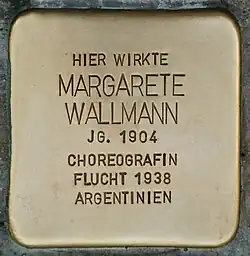 HIER WIRKTE
MARGARETE
WALLMANN
JG. 1904
CHOREOGRAFIN
FLUCHT 1938
ARGENTINIEN